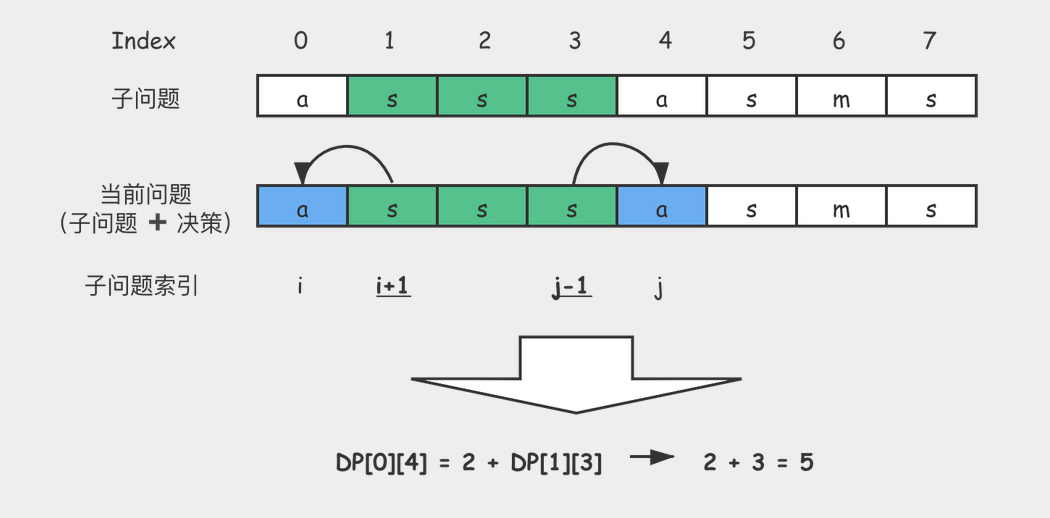 Index 0 1 2 3 4 5 6 7
子问题 a s s s a s m s
当前问题
(子问题 + 决策) a s s s a s m s
子问题索引 i i+1 j-1 j
DP[0][4] = 2 + DP[1][3] → 2 + 3 = 5